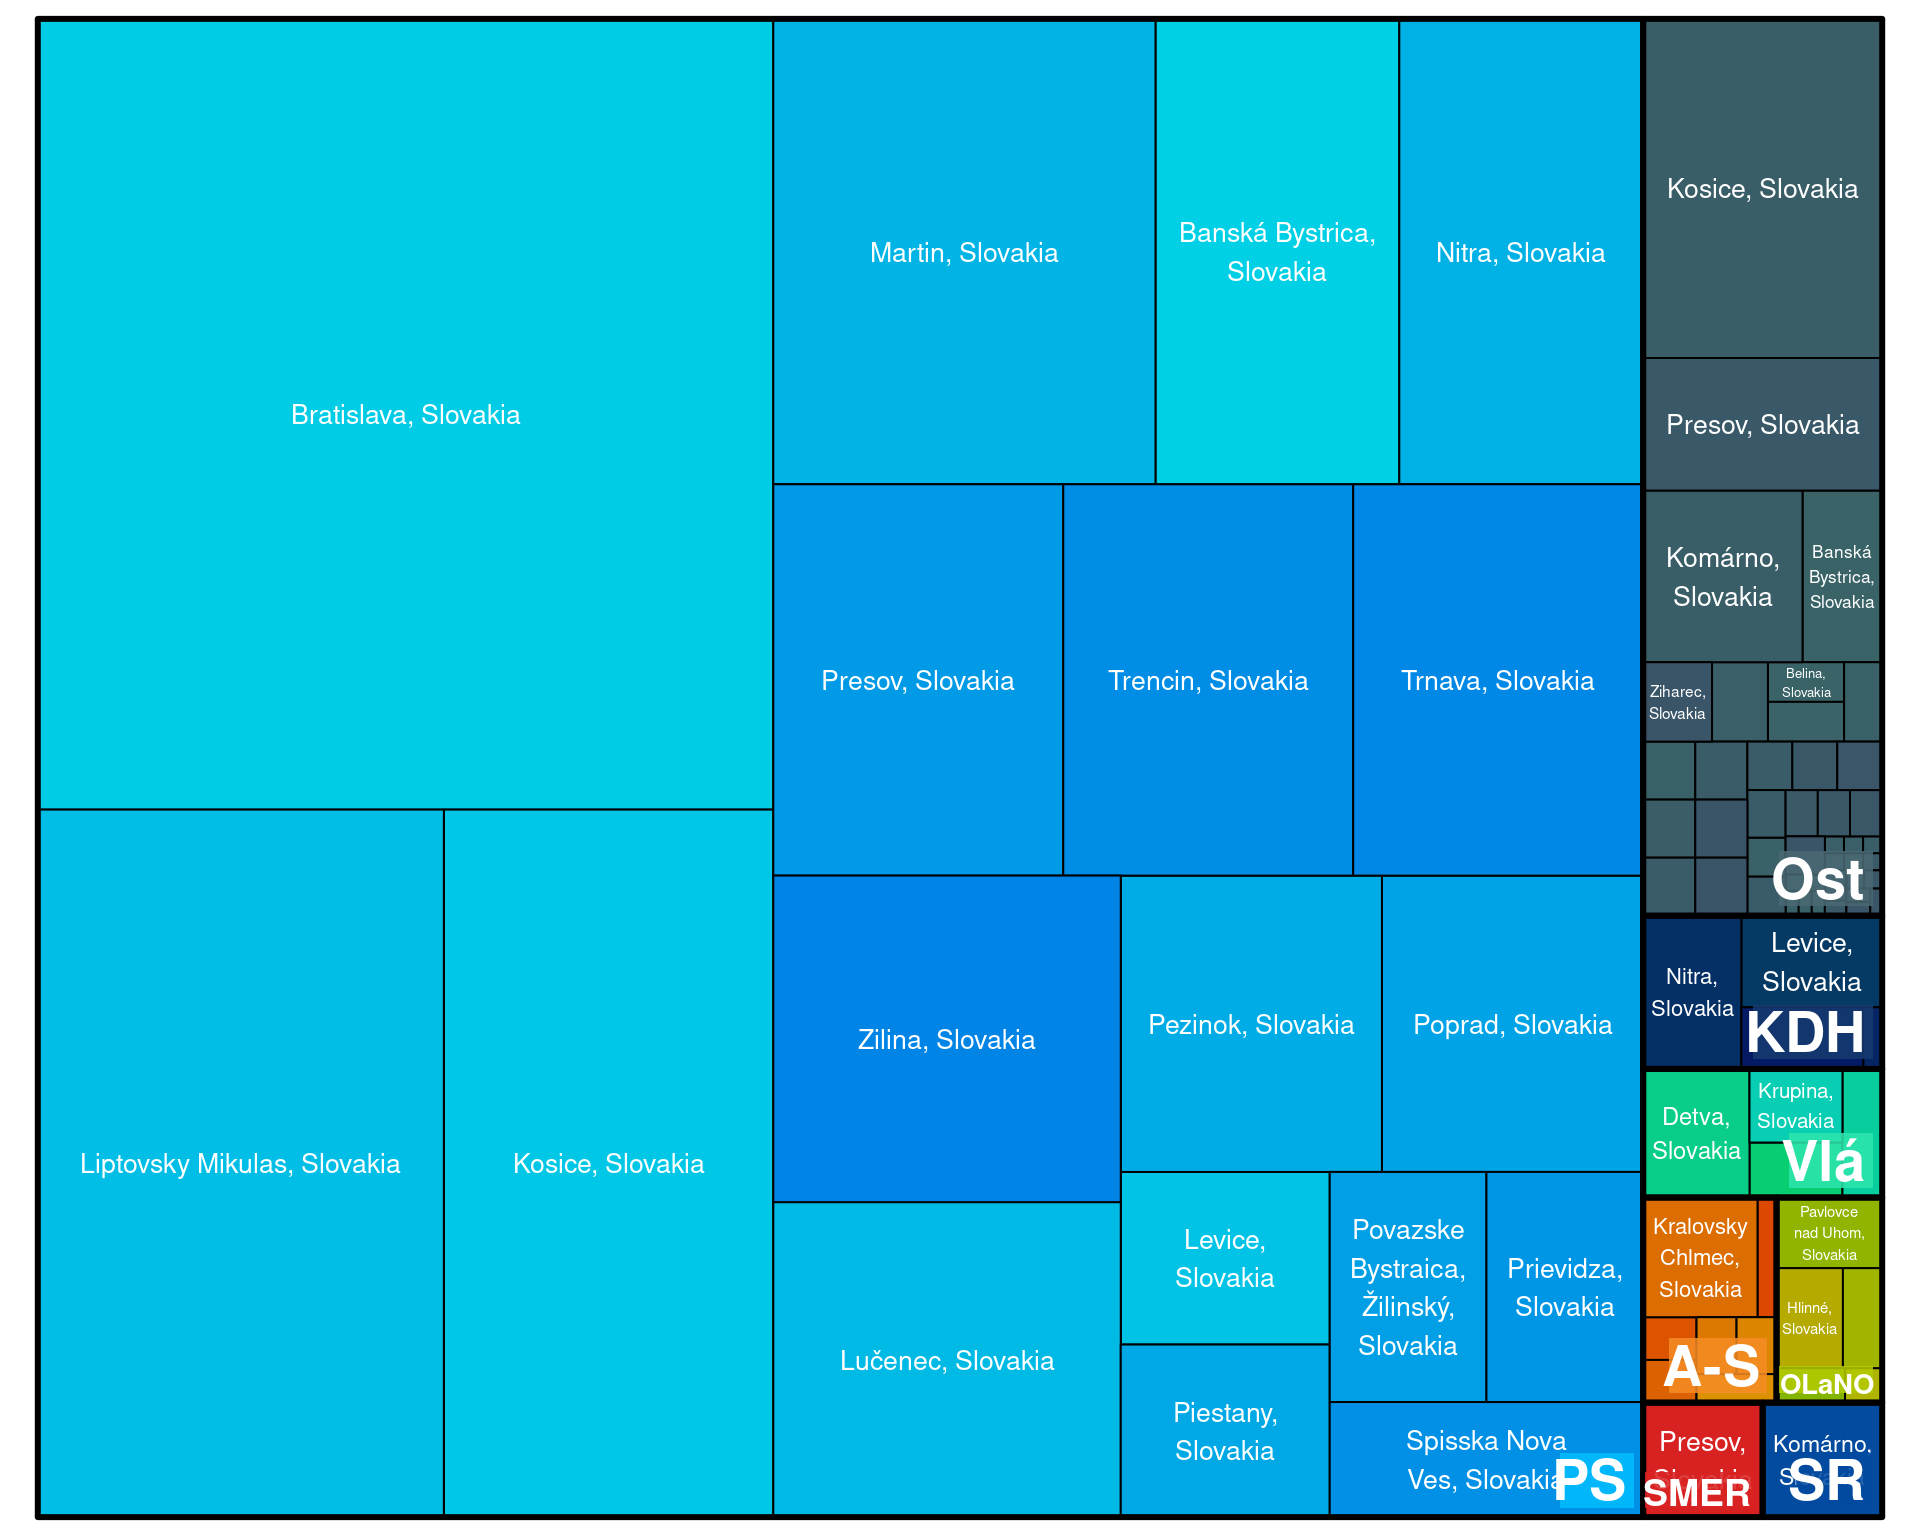 Bratislava, Slovakia
Martin, Slovakia
Banská Bystrica,
Slovakia
Nitra, Slovakia
Presov, Slovakia
Trencin, Slovakia
Trnava, Slovakia
Liptovsky Mikulas, Slovakia
Kosice, Slovakia
Zilina, Slovakia
Lučenec, Slovakia
Pezinok, Slovakia
Poprad, Slovakia
Levice,
Slovakia
Piestany,
Slovakia
Povazske
Bystraica,
Žilinský,
Slovakia
Prievidza,
Slovakia
Spisska Nova
Ves, Slovakia
PS
Kosice, Slovakia
Presov, Slovakia
Komárno,
Slovakia
Banská
Bystrica,
Slovakia
Ziharec,
Slovakia
Belina,
Slovakia
Ost
Nitra,
Slovakia
Levice,
Slovakia
KDH
Detva,
Slovakia
Krupina,
Slovakia
Vlá
Kralovsky
Chlmec,
Slovakia
A-S
Pavlovce
nad Uhom,
Slovakia
Hlinné,
Slovakia
OLaNO
Presov,
SMER
Komárno,
SR